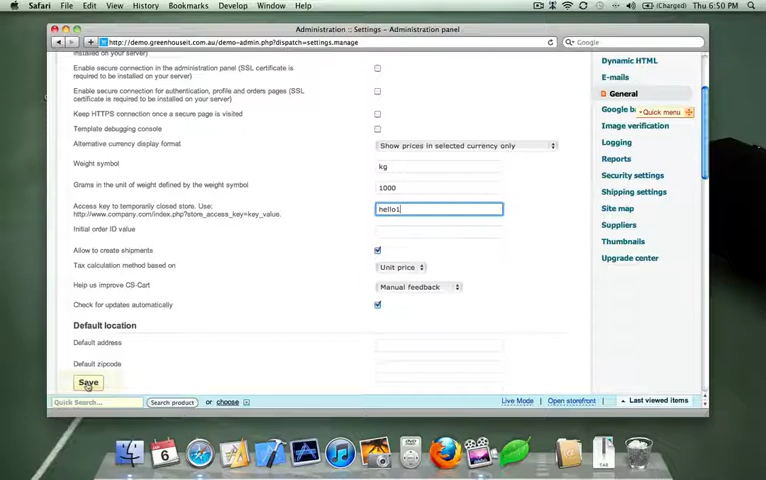 Safari File Edit View History Bookmarks Develop Window Help (Charged) Thu 6:50 PM
Administration :: Settings - Administration panel
http://demo.greenhouseit.com.au/demo-admin.php?dispatch=settings.manage Google
installed on your server)
Enable secure connection in the administration panel (SSL certificate is
required to be installed on your server)
Enable secure connection for authentication, profile and orders pages (SSL
certificate is required to be installed on your server)
Keep HTTPS connection once a secure page is visited
Template debugging console
Alternative currency display format Show prices in selected currency only
Weight symbol kg
Grams in the unit of weight defined by the weight symbol 1000
Access key to temporarily closed store. Use:
http://www.company.com/index.php?store_access_key=key_value. hello1
Initial order ID value
Allow to create shipments
Tax calculation method based on Unit price
Help us improve CS-Cart Manual feedback
Check for updates automatically
Default location
Default address
Default zipcode
Save
Dynamic HTML
E-mails
General
Google ba Quick menu
Image verification
Logging
Reports
Security settings
Shipping settings
Site map
Suppliers
Thumbnails
Upgrade center
Quick Search... Search product or choose Live Mode Open storefront Last viewed items